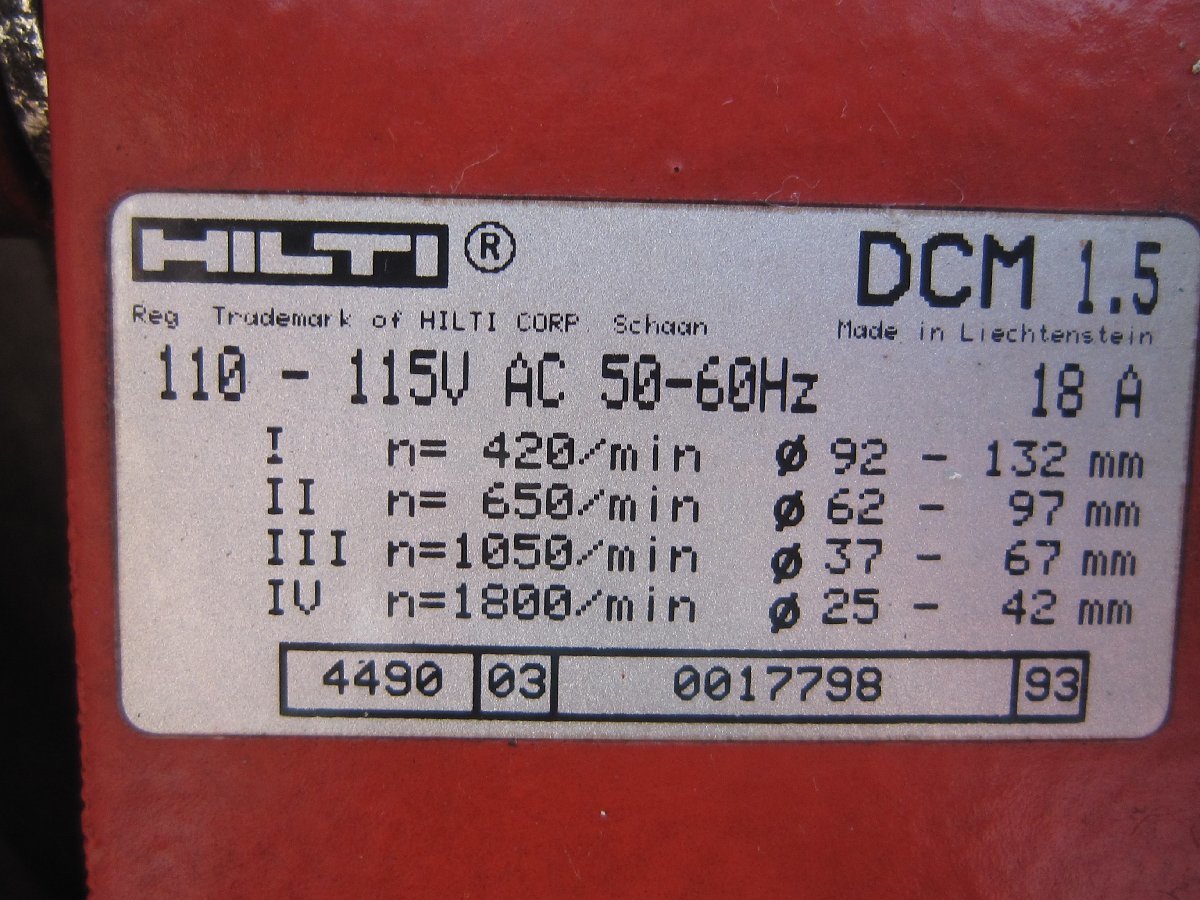 HILTI ® DCM 1.5
Reg Trademark of HILTI CORP. Schaan Made in Liechtenstein
110 - 115V AC 50-60Hz 18 A
I n= 420/min ø 92 - 132 mm
II n= 650/min ø 62 - 97 mm
III n=1050/min ø 37 - 67 mm
IV n=1800/min ø 25 - 42 mm
4490 03 0017798 93